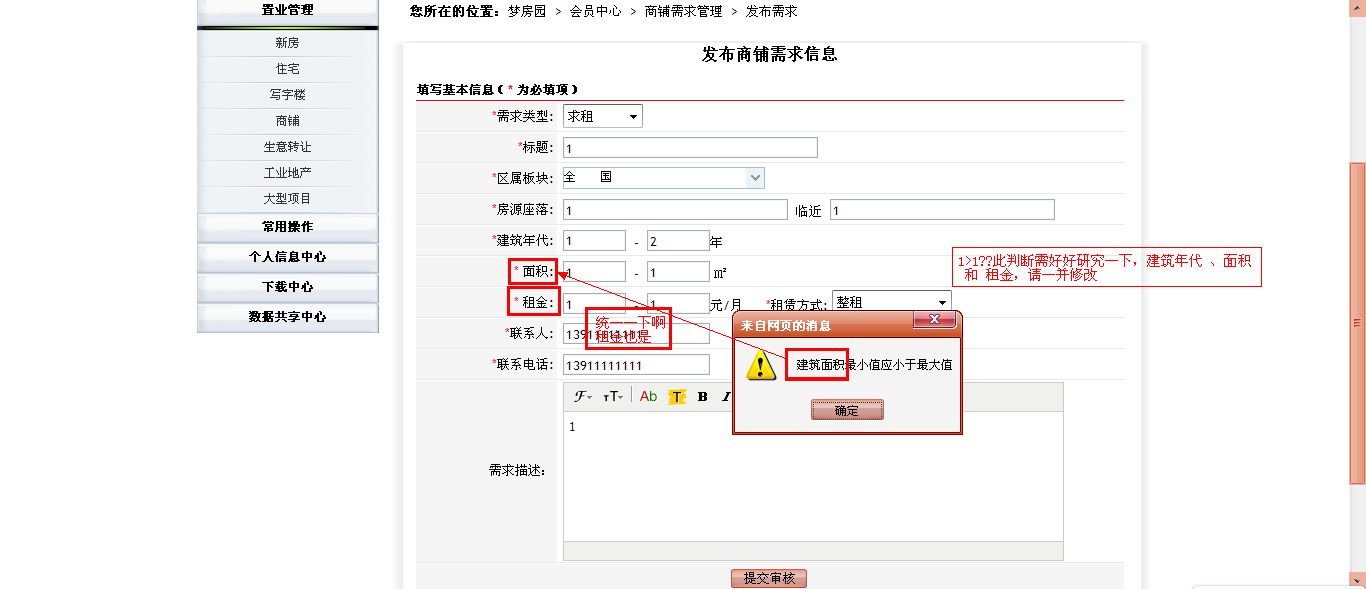 置业管理
新房
住宅
写字楼
商铺
生意转让
工业地产
大型项目
常用操作
个人信息中心
下载中心
数据共享中心
您所在的位置：梦房园 > 会员中心 > 商铺需求管理 > 发布需求
发布商铺需求信息
填写基本信息（* 为必填项）
*需求类型： 求租
*标题： 1
*区属板块： 全 国
*房源座落： 1 临近 1
*建筑年代： 1 - 2 年
* 面积： 1 - 1 ㎡
* 租金： 1 - 1 元/月 *租赁方式： 整租
*联系人： 13911111111
*联系电话： 13911111111
需求描述：
Ab T B I
1
提交审核
统一一下啊
租金也是
来自网页的消息
建筑面积最小值应小于最大值
确定
1>1??此判断需好好研究一下，建筑年代 、面积
和 租金，请一并修改